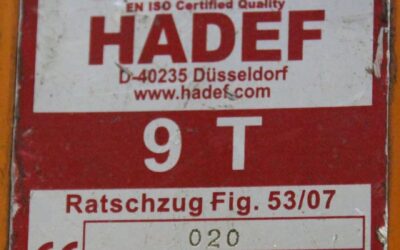 EN ISO Certified Quality
HADEF
D-40235 Düsseldorf
www.hadef.com
9 T
Ratschzug Fig. 53/07
020